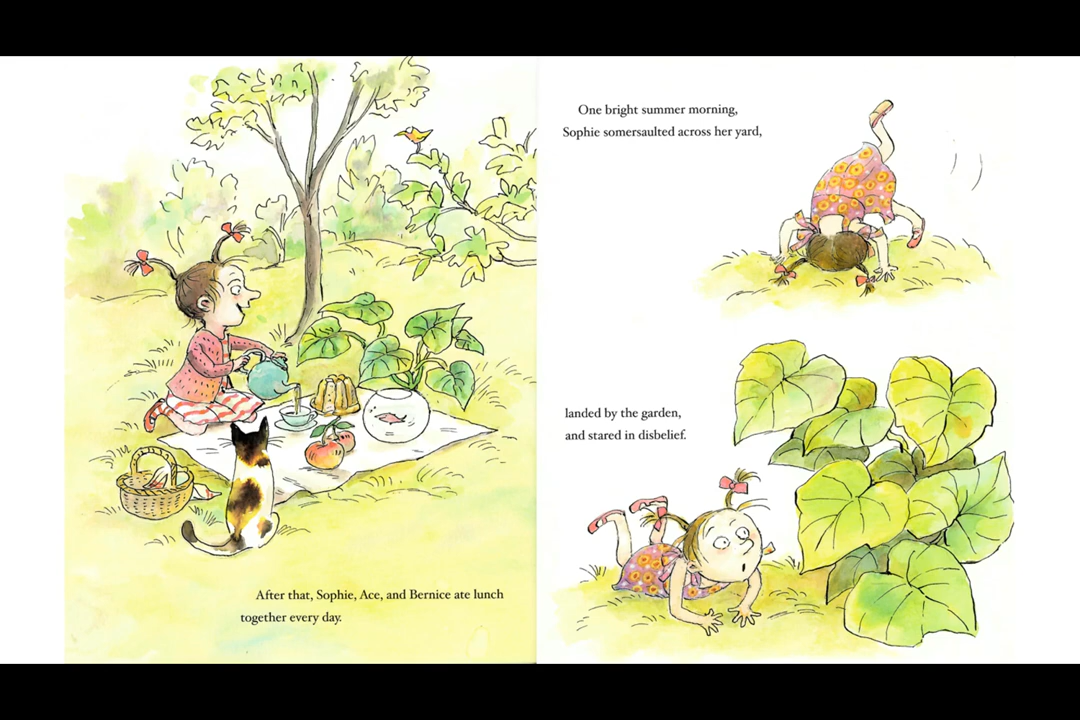 After that, Sophie, Ace, and Bernice ate lunch
together every day.
One bright summer morning,
Sophie somersaulted across her yard,
landed by the garden,
and stared in disbelief.